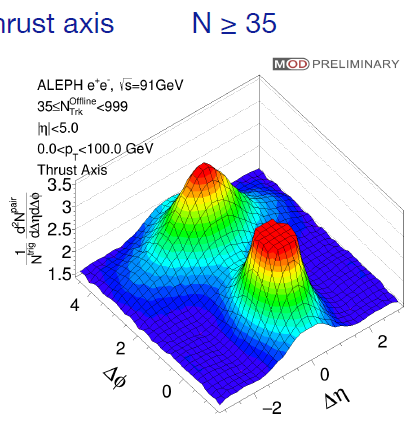 hrust axis N ≥ 35
MOD PRELIMINARY
ALEPH e⁺e⁻, √s=91GeV
35≤N_Trk^Offline<999
|η|<5.0
0.0<p_T<100.0 GeV
Thrust Axis
3.5
3
2.5
2
1.5
1/N^trig d²N^pair/dΔηdΔφ
4
2
0
Δφ
−2
0
2
Δη